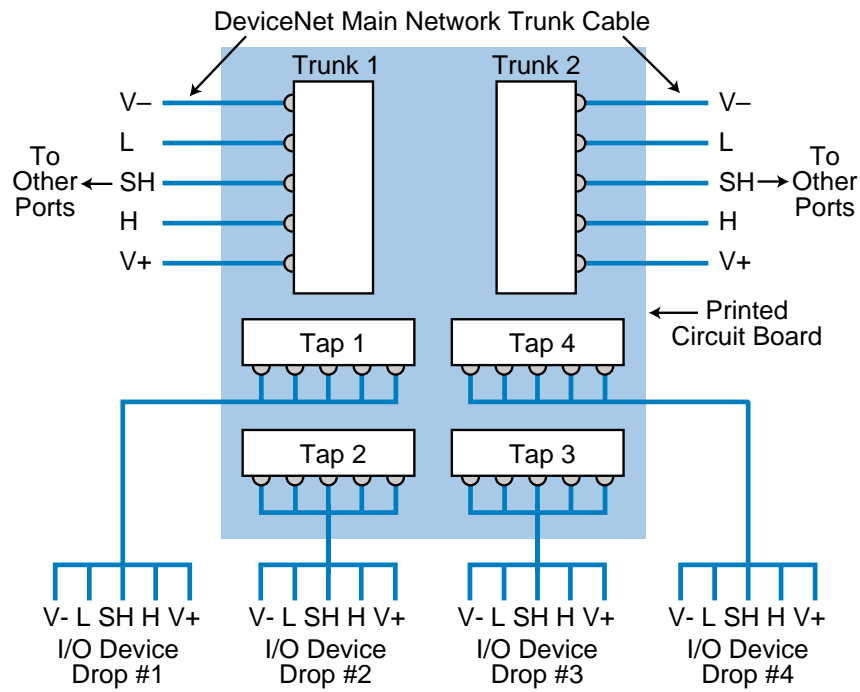 DeviceNet Main Network Trunk Cable
Trunk 1
Trunk 2
V–
L
SH
H
V+
To
Other
Ports
V–
L
SH
H
V+
To
Other
Ports
Printed
Circuit Board
Tap 1
Tap 4
Tap 2
Tap 3
V- L SH H V+
I/O Device
Drop #1
V- L SH H V+
I/O Device
Drop #2
V- L SH H V+
I/O Device
Drop #3
V- L SH H V+
I/O Device
Drop #4